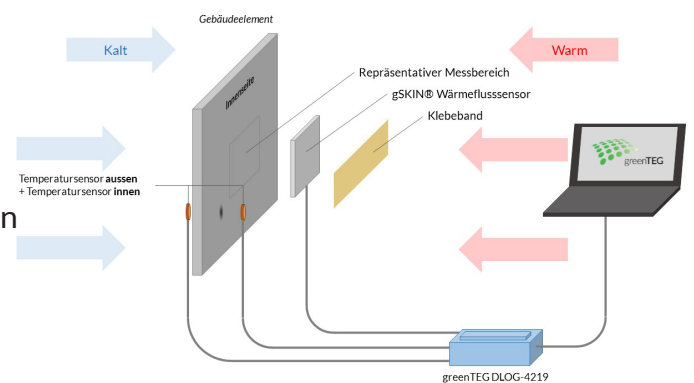 Gebäudeelement
Kalt
Warm
Innenseite
Repräsentativer Messbereich
gSKIN® Wärmeflusssensor
Klebeband
greenTEG
Temperatursensor aussen
+ Temperatursensor innen
n
greenTEG DLOG-4219